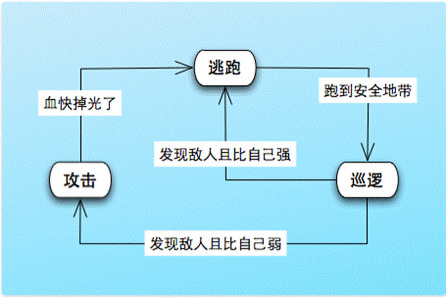 逃跑
血快掉光了
跑到安全地带
发现敌人且比自己强
攻击
巡逻
发现敌人且比自己弱